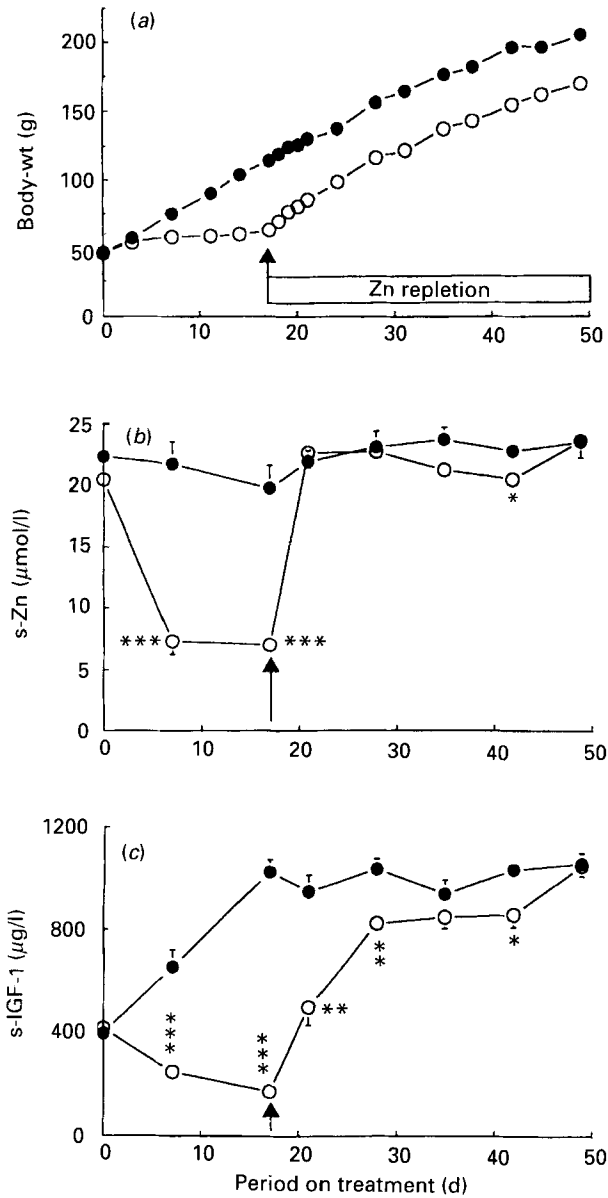 (a)
200
150
100
50
0
Body-wt (g)
Zn repletion
0 10 20 30 40 50
(b)
25
20
15
10
5
0
s-Zn (μmol/l)
***
***
*
0 10 20 30 40 50
(c)
1200
800
400
0
s-IGF-1 (μg/l)
***
***
**
**
*
0 10 20 30 40 50
Period on treatment (d)